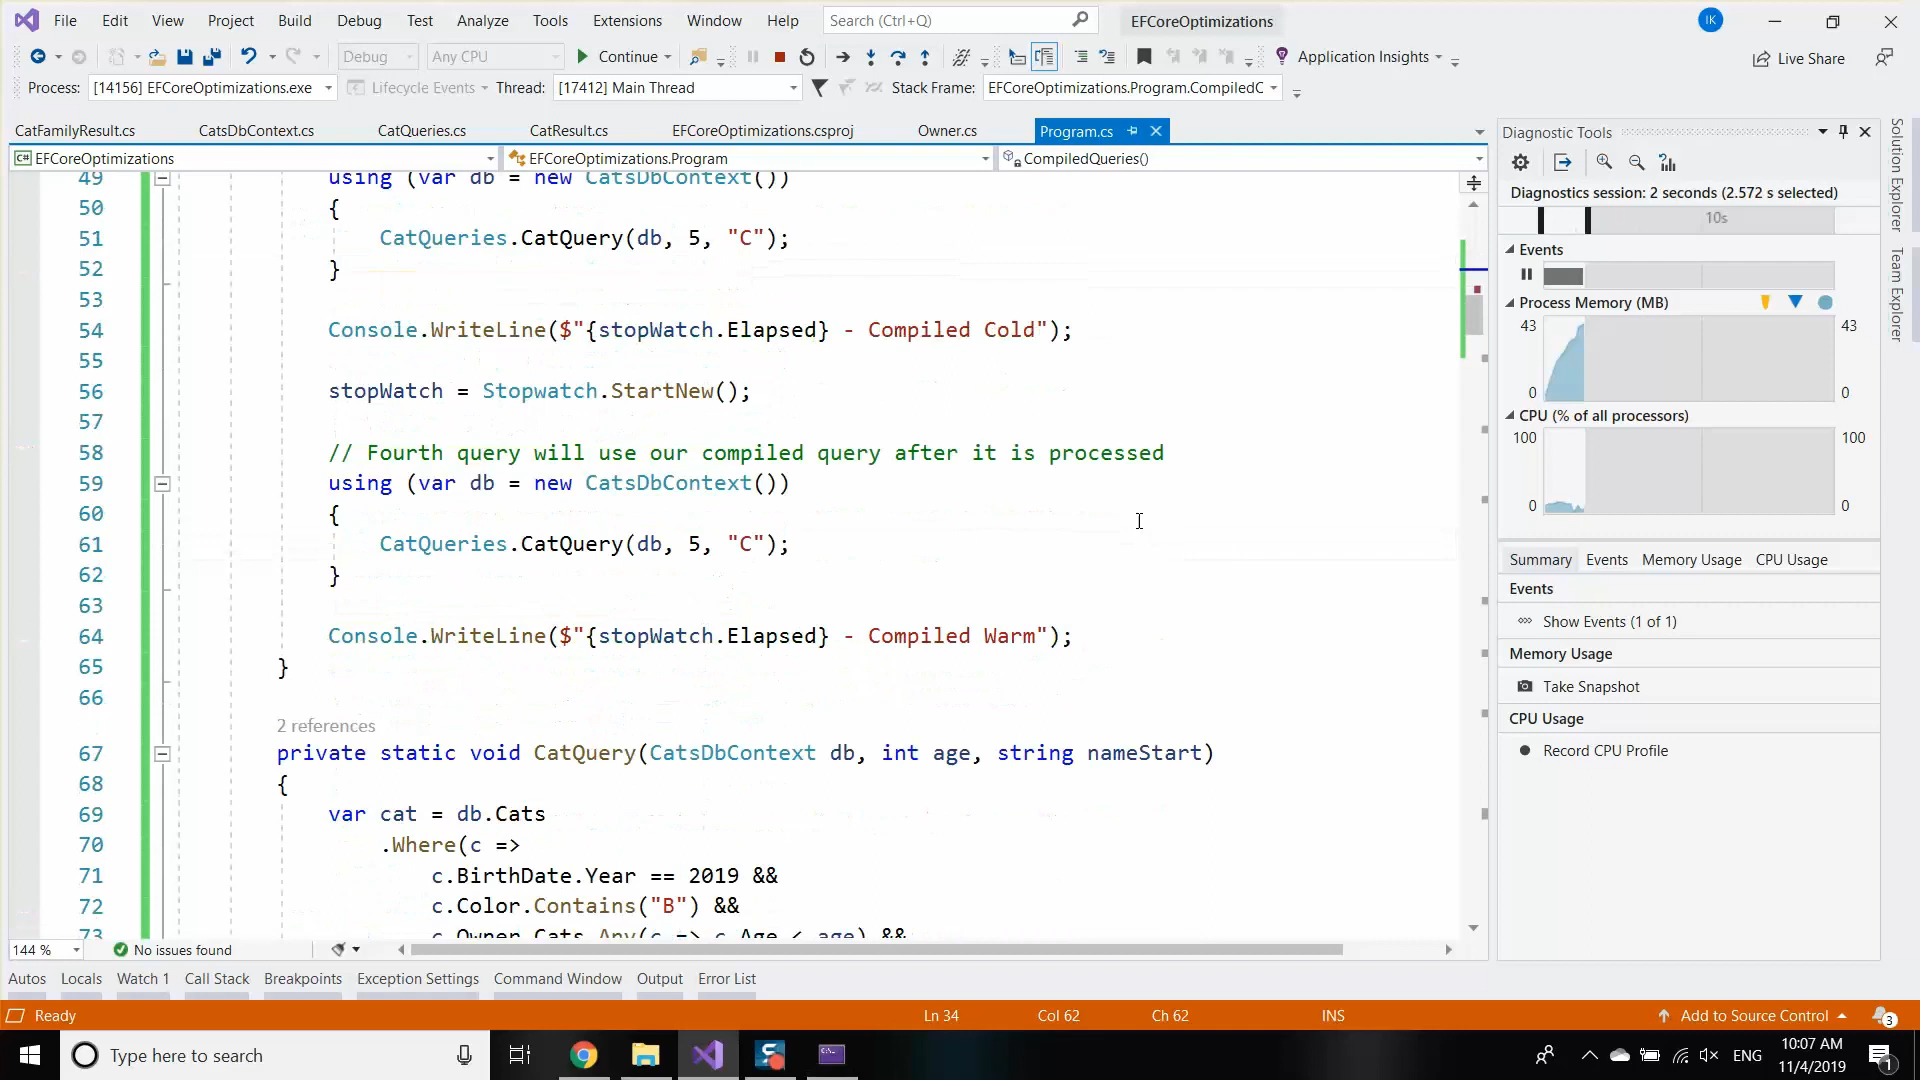 File Edit View Project Build Debug Test Analyze Tools Extensions Window Help Search (Ctrl+Q) EFCoreOptimizations IK
Debug Any CPU Continue Application Insights Live Share
Process: [14156] EFCoreOptimizations.exe Lifecycle Events Thread: [17412] Main Thread Stack Frame: EFCoreOptimizations.Program.CompiledC
CatFamilyResult.cs CatsDbContext.cs CatQueries.cs CatResult.cs EFCoreOptimizations.csproj Owner.cs Program.cs
C# EFCoreOptimizations EFCoreOptimizations.Program CompiledQueries()
49 using (var db = new CatsDbContext())
50 {
51 CatQueries.CatQuery(db, 5, "C");
52 }
53
54 Console.WriteLine($"{stopWatch.Elapsed} - Compiled Cold");
55
56 stopWatch = Stopwatch.StartNew();
57
58 // Fourth query will use our compiled query after it is processed
59 using (var db = new CatsDbContext())
60 {
61 CatQueries.CatQuery(db, 5, "C");
62 }
63
64 Console.WriteLine($"{stopWatch.Elapsed} - Compiled Warm");
65 }
66
2 references
67 private static void CatQuery(CatsDbContext db, int age, string nameStart)
68 {
69 var cat = db.Cats
70 .Where(c =>
71 c.BirthDate.Year == 2019 &&
72 c.Color.Contains("B") &&
73 c.Owner.Cats.Any(c => c.Age < age) &&
144 % No issues found
Diagnostic Tools
Diagnostics session: 2 seconds (2.572 s selected)
10s
Events
Process Memory (MB)
43 43
0 0
CPU (% of all processors)
100 100
0 0
Summary Events Memory Usage CPU Usage
Events
Show Events (1 of 1)
Memory Usage
Take Snapshot
CPU Usage
Record CPU Profile
Solution Explorer
Team Explorer
Autos Locals Watch 1 Call Stack Breakpoints Exception Settings Command Window Output Error List
Ready Ln 34 Col 62 Ch 62 INS Add to Source Control 3
Type here to search ENG 10:07 AM
11/4/2019 1